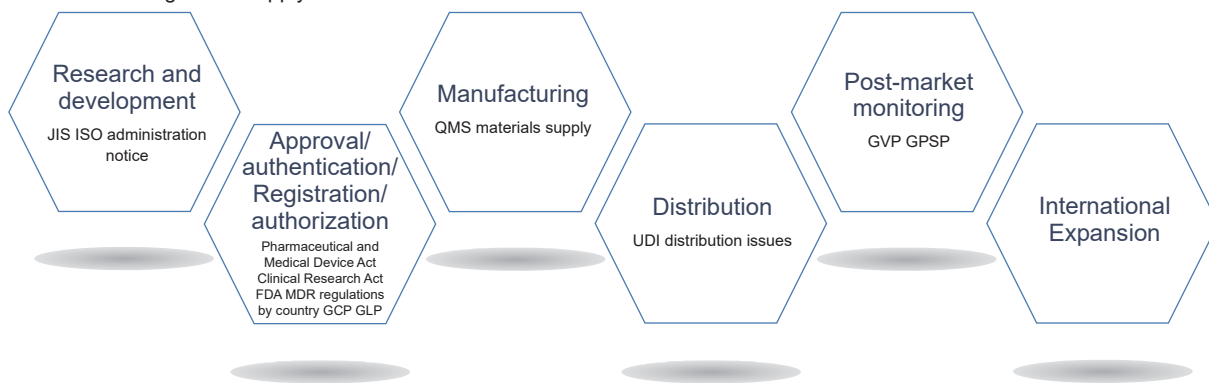 Research and
development
JIS ISO administration
notice
Approval/
authentication/
Registration/
authorization
Pharmaceutical and
Medical Device Act
Clinical Research Act
FDA MDR regulations
by country GCP GLP
Manufacturing
QMS materials supply
Distribution
UDI distribution issues
Post-market
monitoring
GVP GPSP
International
Expansion